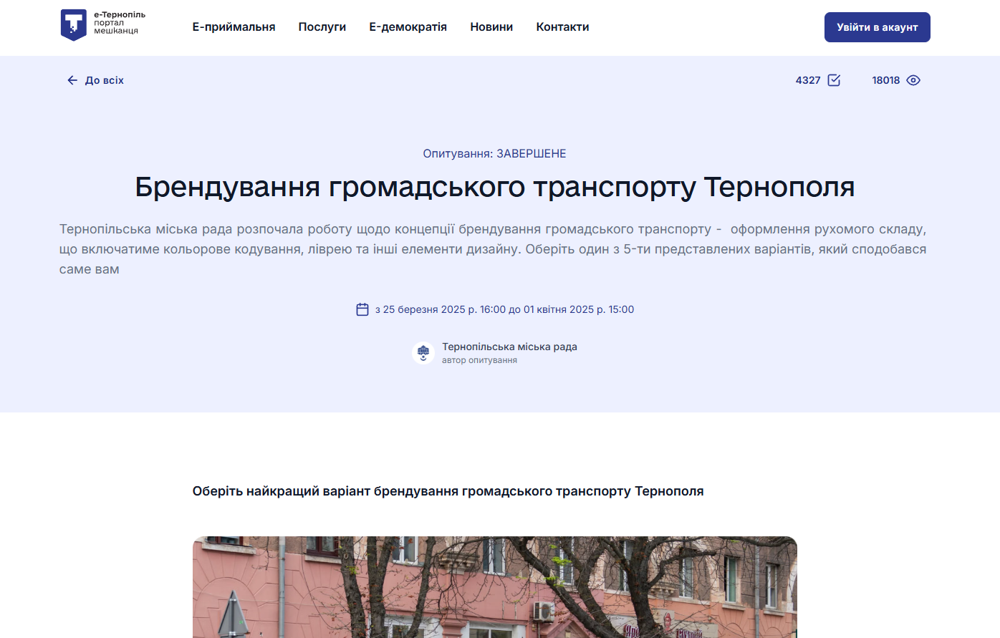 е-Тернопіль
портал
мешканця
Е-приймальня
Послуги
Е-демократія
Новини
Контакти
Увійти в акаунт
До всіх
4327
18018
Опитування: ЗАВЕРШЕНЕ
Брендування громадського транспорту Тернополя
Тернопільська міська рада розпочала роботу щодо концепції брендування громадського транспорту - оформлення рухомого складу,
що включатиме кольорове кодування, ліврею та інші елементи дизайну. Оберіть один з 5-ти представлених варіантів, який сподобався
саме вам
з 25 березня 2025 р. 16:00 до 01 квітня 2025 р. 15:00
Тернопільська міська рада
автор опитування
Оберіть найкращий варіант брендування громадського транспорту Тернополя